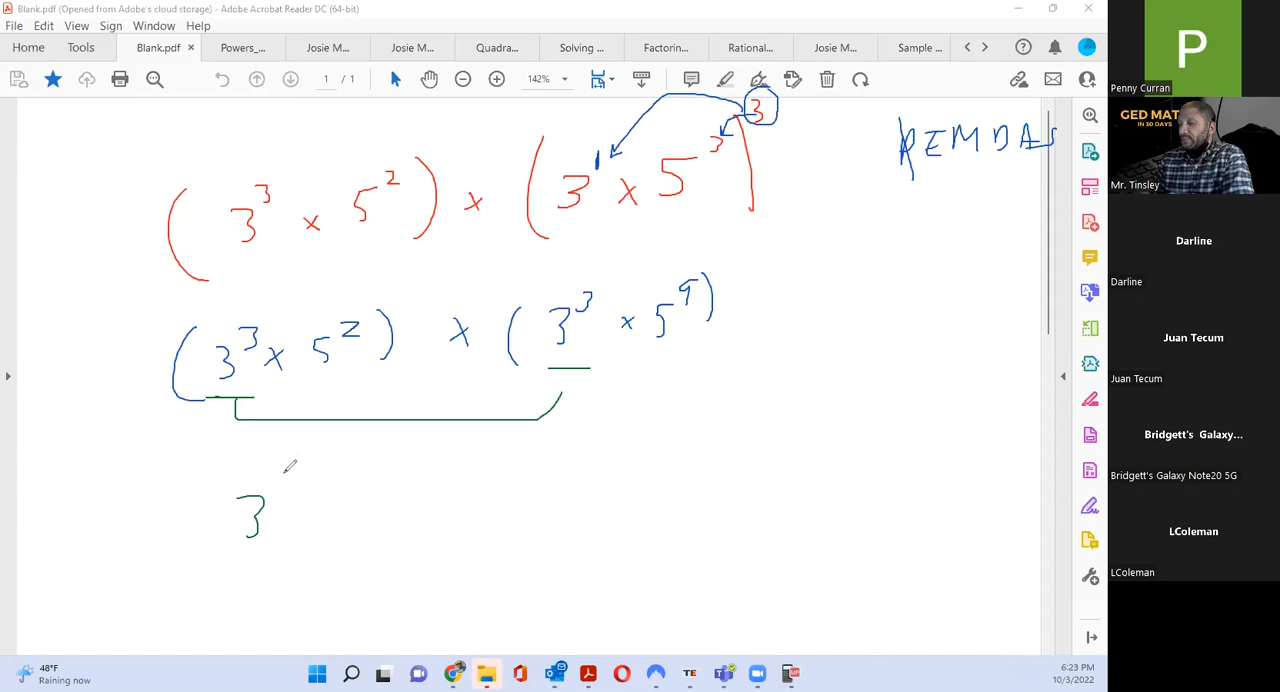 Blank.pdf (Opened from Adobe's cloud storage) - Adobe Acrobat Reader DC (64-bit)
File Edit View Sign Window Help
Home Tools Blank.pdf × Powers_... Josie M... Josie M... Quadra... Solving ... Factorin... Rational... Josie M... Sample ...
1 / 1 142%
(3³ x 5²) x (3¹ x 5³)³
PEMDAS
(3³ x 5²) x (3³ x 5⁹)
3
P
Penny Curran
GED MAT
IN 30 DAYS
Mr. Tinsley
Darline
Darline
Juan Tecum
Juan Tecum
Bridgett's Galaxy...
Bridgett's Galaxy Note20 5G
LColeman
LColeman
48°F
Raining now
TE
6:23 PM
10/3/2022